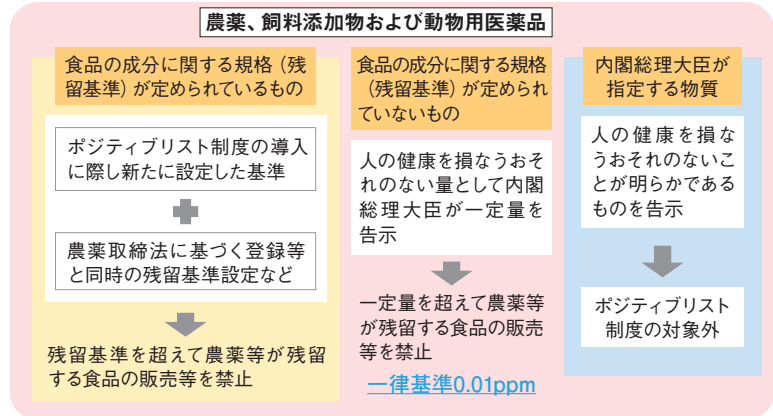 農薬、飼料添加物および動物用医薬品
食品の成分に関する規格（残
留基準）が定められているもの
ポジティブリスト制度の導入
に際し新たに設定した基準
農薬取締法に基づく登録等
と同時の残留基準設定など
残留基準を超えて農薬等が残留
する食品の販売等を禁止
食品の成分に関する規格
（残留基準）が定められ
ていないもの
人の健康を損なうおそ
れのない量として内閣
総理大臣が一定量を
告示
一定量を超えて農薬等
が残留する食品の販売
等を禁止
一律基準0.01ppm
内閣総理大臣が
指定する物質
人の健康を損な
うおそれのないこ
とが明らかである
ものを告示
ポジティブリスト
制度の対象外